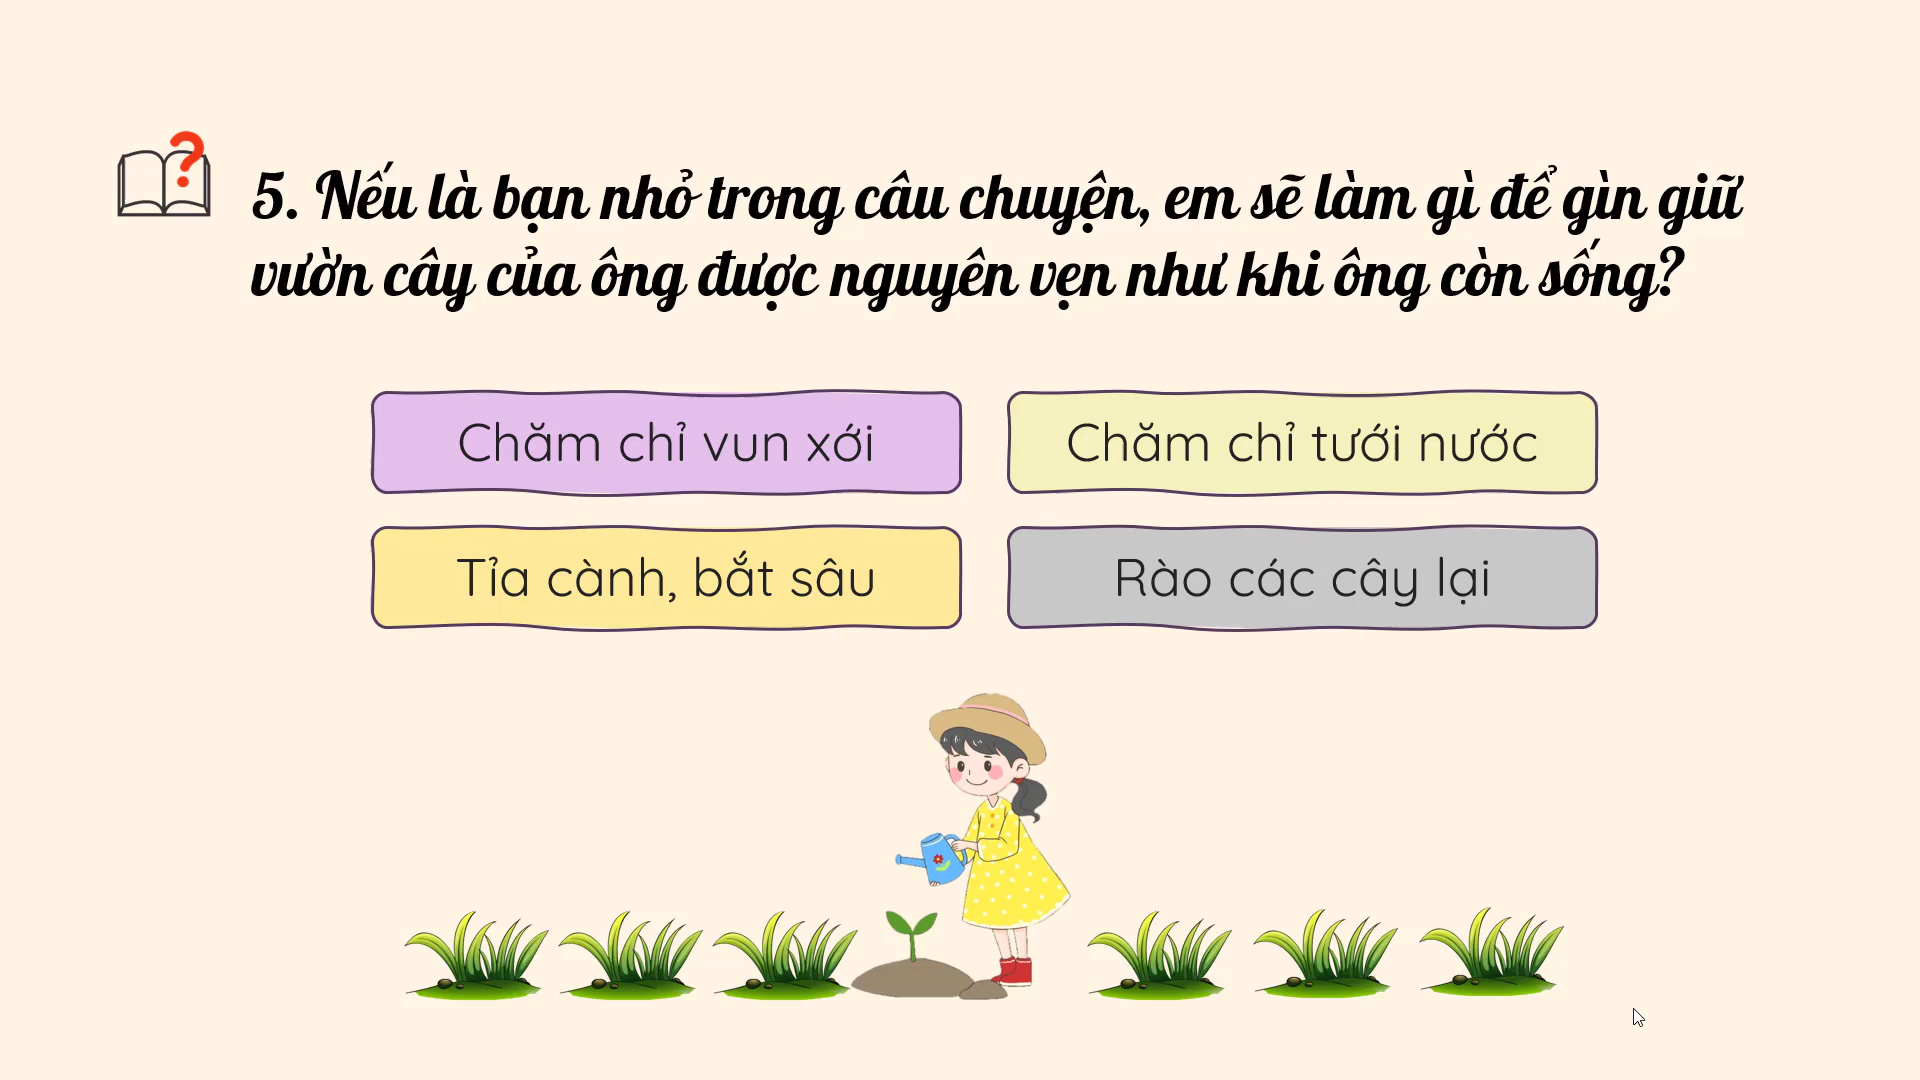 ?
5. Nếu là bạn nhỏ trong câu chuyện, em sẽ làm gì để gìn giữ
vườn cây của ông được nguyên vẹn như khi ông còn sống?
Chăm chỉ vun xới
Chăm chỉ tưới nước
Tỉa cành, bắt sâu
Rào các cây lại